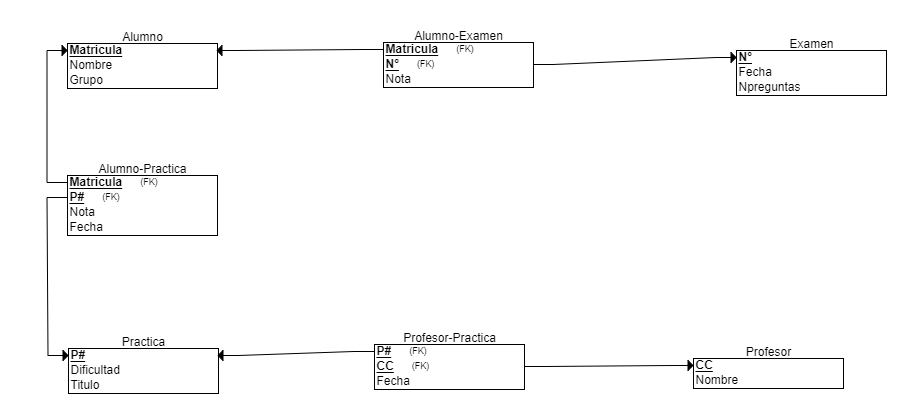 Alumno
Matricula
Nombre
Grupo
Alumno-Examen
Matricula (FK)
N° (FK)
Nota
Examen
N°
Fecha
Npreguntas
Alumno-Practica
Matricula (FK)
P# (FK)
Nota
Fecha
Practica
P#
Dificultad
Titulo
Profesor-Practica
P# (FK)
CC (FK)
Fecha
Profesor
CC
Nombre